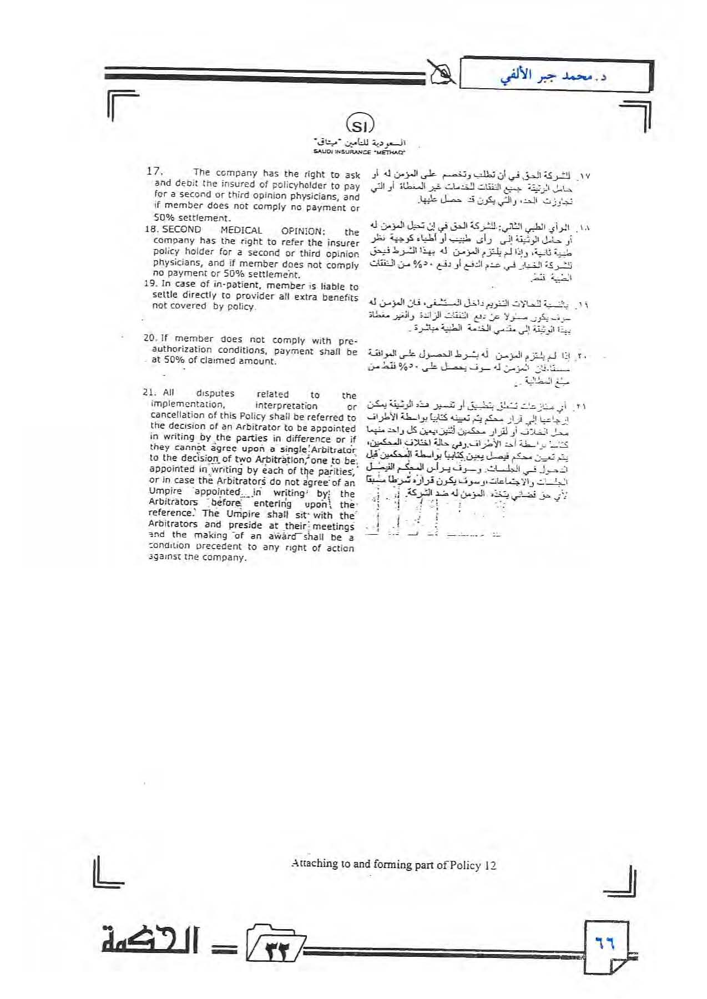 د. محمد جبر الألفي
SI
السعودية للتأمين "ميثاق"
SAUDI INSURANCE "METHAQ"
17. The company has the right to ask
and debit the insured of policyholder to pay
for a second or third opinion physicians, and
if member does not comply no payment or
50% settlement.
18. SECOND MEDICAL OPINION: the
company has the right to refer the insurer
policy holder for a second or third opinion
physicians, and if member does not comply
no payment or 50% settlement.
19. In case of in-patient, member is liable to
settle directly to provider all extra benefits
not covered by policy.
20. If member does not comply with pre-
authorization conditions, payment shall be
at 50% of claimed amount.
21. All disputes related to the
implementation, interpretation or
cancellation of this Policy shall be referred to
the decision of an Arbitrator to be appointed
in writing by the parties in difference or if
they cannot agree upon a single Arbitrator
to the decision of two Arbitration, one to be
appointed in writing by each of the parities,
or in case the Arbitrators do not agree of an
Umpire appointed in writing by the
Arbitrators before entering upon the
reference. The Umpire shall sit with the
Arbitrators and preside at their meetings
and the making of an award shall be a
condition precedent to any right of action
against the company.
١٧. للشركة الحق في أن تطلب وتخصم على المؤمن له أو
حامل الوثيقة جميع النفقات للخدمات غير المغطاة أو التي
تجاوزت الحد، والتي يكون قد حصل عليها.
١٨. الرأي الطبي الثاني: للشركة الحق في إن تحيل المؤمن له
أو حامل الوثيقة إلى رأى طبيب أو أطباء كوجهة نظر
طبية ثانية، وإذا لم يلتزم المؤمن له بهذا الشرط فيحق
للشركة الخيار في عدم الدفع أو دفع ٥٠% من النفقات
الطبية فقط.
١٩. بالنسبة للحالات التنويم داخل المستشفى، فان المؤمن له
سوف يكون مسئولا عن دفع النفقات الزائدة والغير مغطاة
بهذا الوثيقة إلى مقدمي الخدمة الطبية مباشرة.
٢٠. إذا لم يلتزم المؤمن له بشرط الحصول على الموافقة
مسبقا، فان المؤمن له سوف يحصل على ٥٠% فقط من
مبلغ المطالبة.
٢١. أي منازعات تتعلق بتطبيق أو تفسير هذه الوثيقة يمكن
إرجاعها إلى قرار محكم يتم تعيينه كتابيا بواسطة الأطراف
محل الخلاف أو لقرار محكمين أثنين، يعين كل واحد منهما
كتابيا بواسطة أحد الأطراف. وفي حالة اختلاف المحكمين،
يتم تعيين محكم فيصل يعين كتابيا بواسطة المحكمين قبل
الدخول في الجلسات. وسوف يرأس المحكم الفيصل
الجلسات والاجتماعات، وسوف يكون قراره شرطا مسبقا
لأي حق قضائي يتخذه المؤمن له ضد الشركة.
Attaching to and forming part of Policy 12
الحكمة
٣٢
٦٦